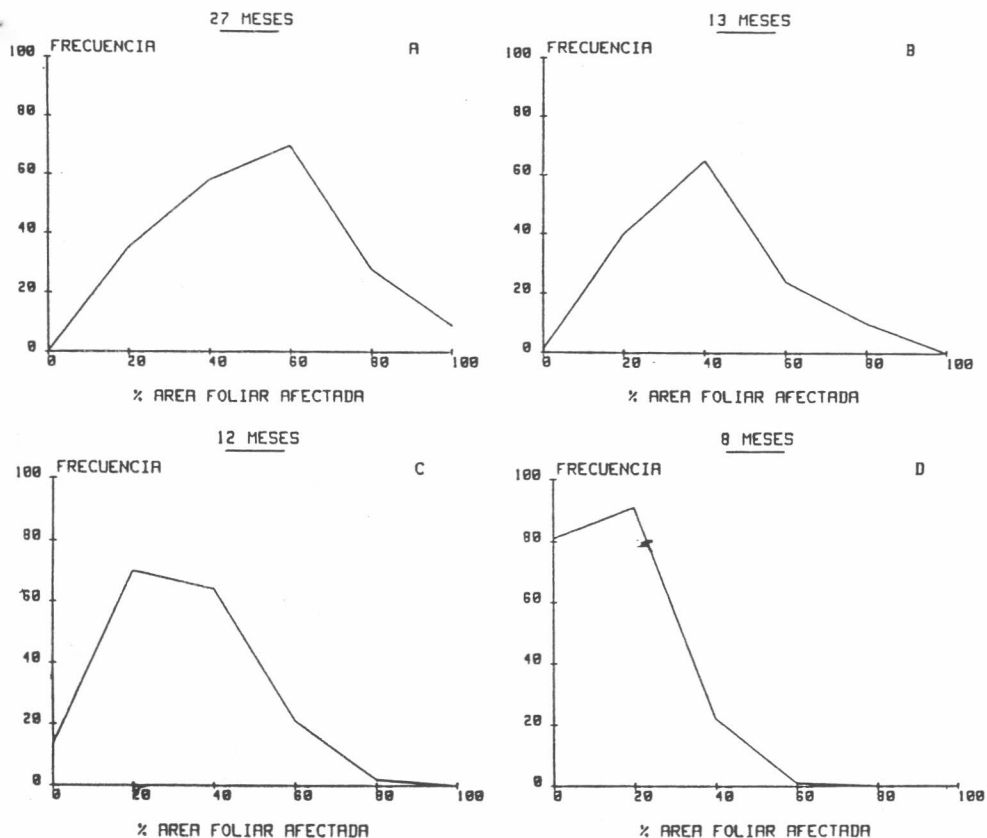 27 MESES
FRECUENCIA A
100
80
60
40
20
0
0 20 40 60 80 100
% AREA FOLIAR AFECTADA
13 MESES
FRECUENCIA B
100
80
60
40
20
0
0 20 40 60 80 100
% AREA FOLIAR AFECTADA
12 MESES
FRECUENCIA C
100
80
60
40
20
0
0 20 40 60 80 100
% AREA FOLIAR AFECTADA
8 MESES
FRECUENCIA D
100
80
60
40
20
0
0 20 40 60 80 100
% AREA FOLIAR AFECTADA